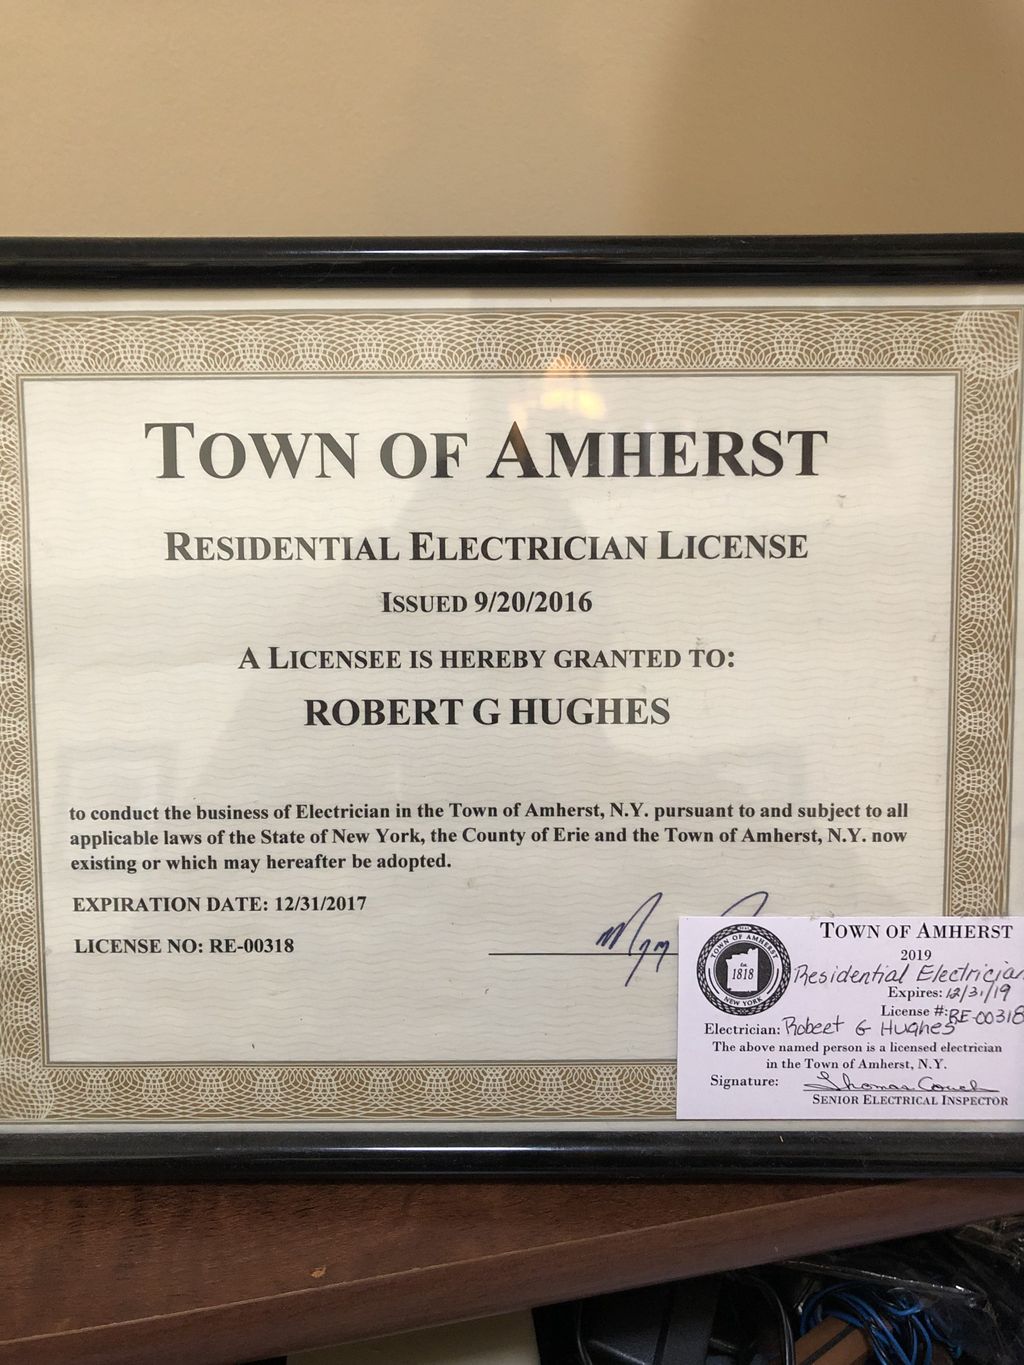 TOWN OF AMHERST
RESIDENTIAL ELECTRICIAN LICENSE
ISSUED 9/20/2016
A LICENSEE IS HEREBY GRANTED TO:
ROBERT G HUGHES
to conduct the business of Electrician in the Town of Amherst, N.Y. pursuant to and subject to all
applicable laws of the State of New York, the County of Erie and the Town of Amherst, N.Y. now
existing or which may hereafter be adopted.
EXPIRATION DATE: 12/31/2017
LICENSE NO: RE-00318
TOWN OF AMHERST
Est.
1818
NEW YORK
TOWN OF AMHERST
2019
Residential Electrician
Expires: 12/31/19
License #: RE-00318
Electrician: Robert G Hughes
The above named person is a licensed electrician
in the Town of Amherst, N.Y.
Signature: Thomas Couch
SENIOR ELECTRICAL INSPECTOR